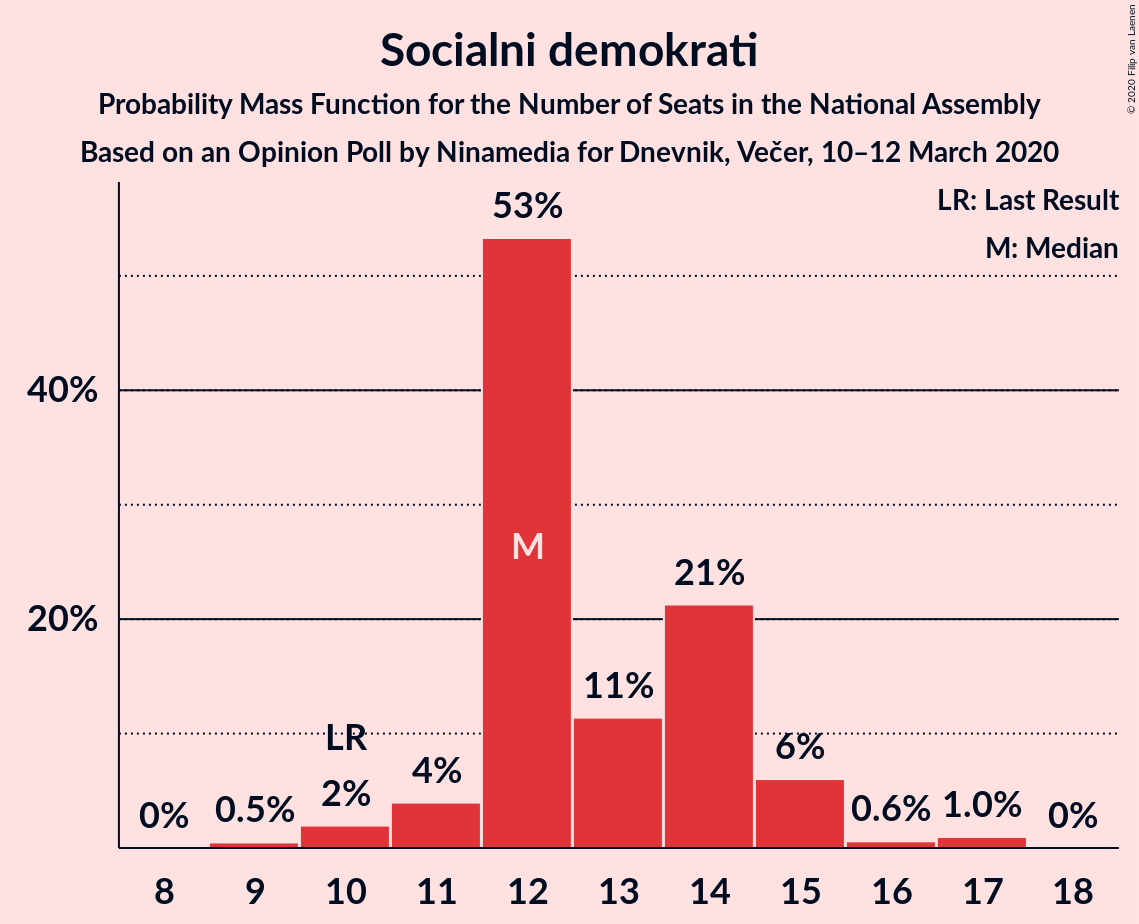 Socialni demokrati
Probability Mass Function for the Number of Seats in the National Assembly
Based on an Opinion Poll by Ninamedia for Dnevnik, Večer, 10–12 March 2020
© 2020 Filip van Laenen
LR: Last Result
M: Median
53%
40%
M
21%
20%
11%
LR
6%
4%
2%
0%
0.5%
0.6%
1.0%
0%
8 9 10 11 12 13 14 15 16 17 18